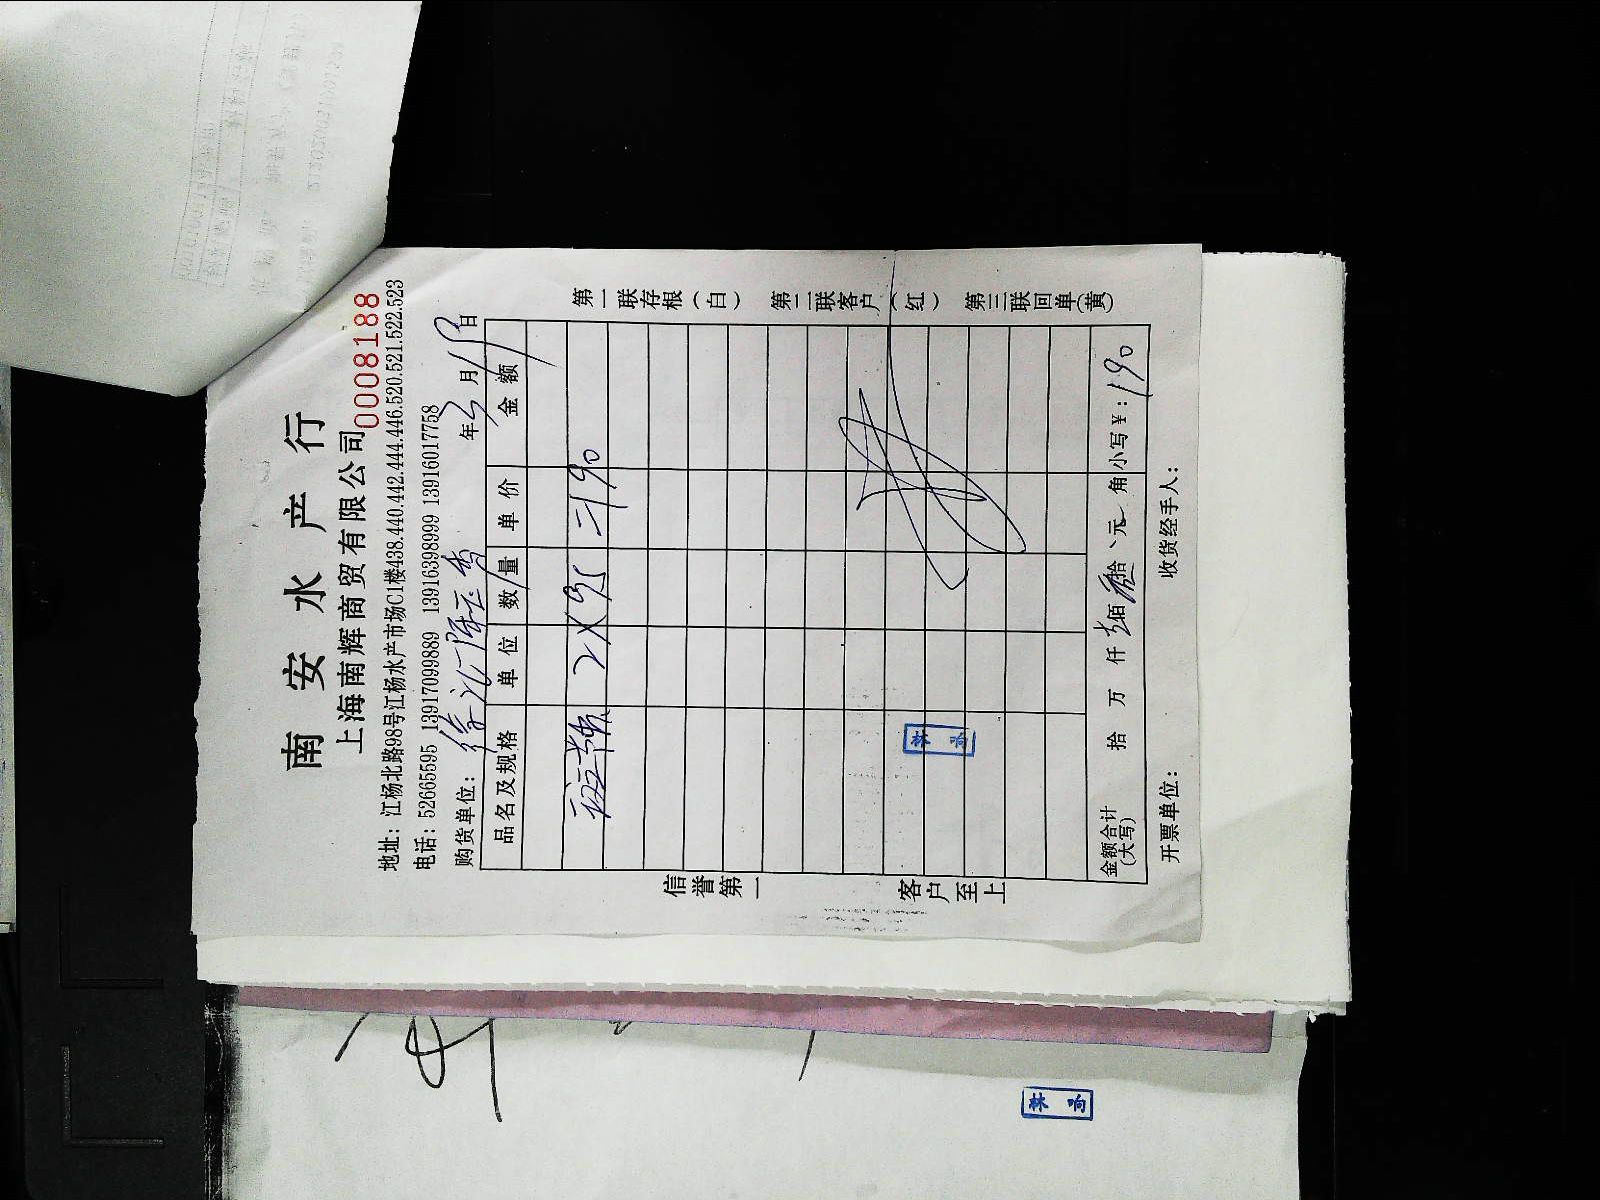 南安水产行
上海南辉商贸有限公司
0008188
地址：江杨北路98号江杨水产市场C1楼438.440.442.444.446.520.521.522.523
电话：52665595 13917099889 13916398999 13916017758
购货单位： 年 3 月 19 日
品名及规格 单位 数量 单价 金额
2X95 = 190
金额合计（大写） 拾 万 仟 佰 拾 元 角 小写￥：190
开票单位： 收货经手人：
信誉第一 客户至上
第一联存根（白） 第二联客户（红） 第三联回单（黄）